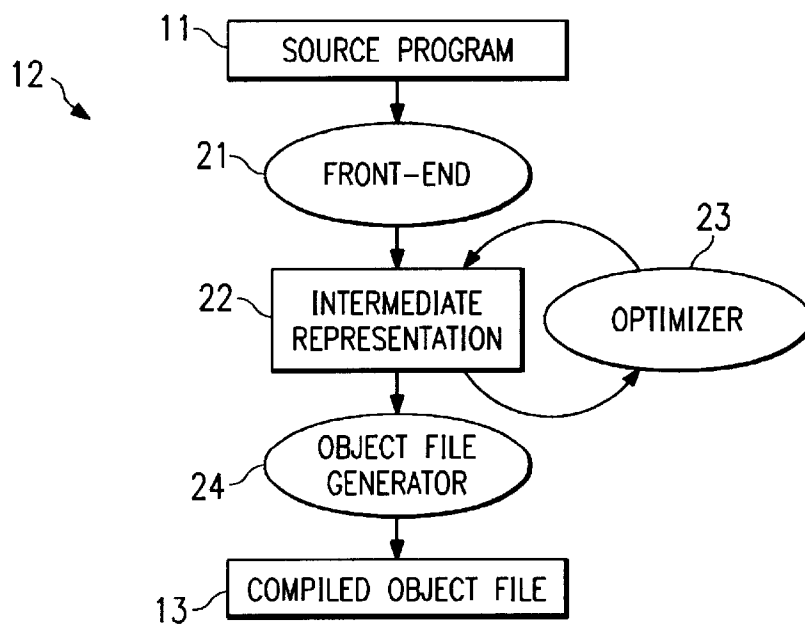 11
SOURCE PROGRAM
12
21
FRONT-END
23
22
INTERMEDIATE
REPRESENTATION
OPTIMIZER
24
OBJECT FILE
GENERATOR
13
COMPILED OBJECT FILE